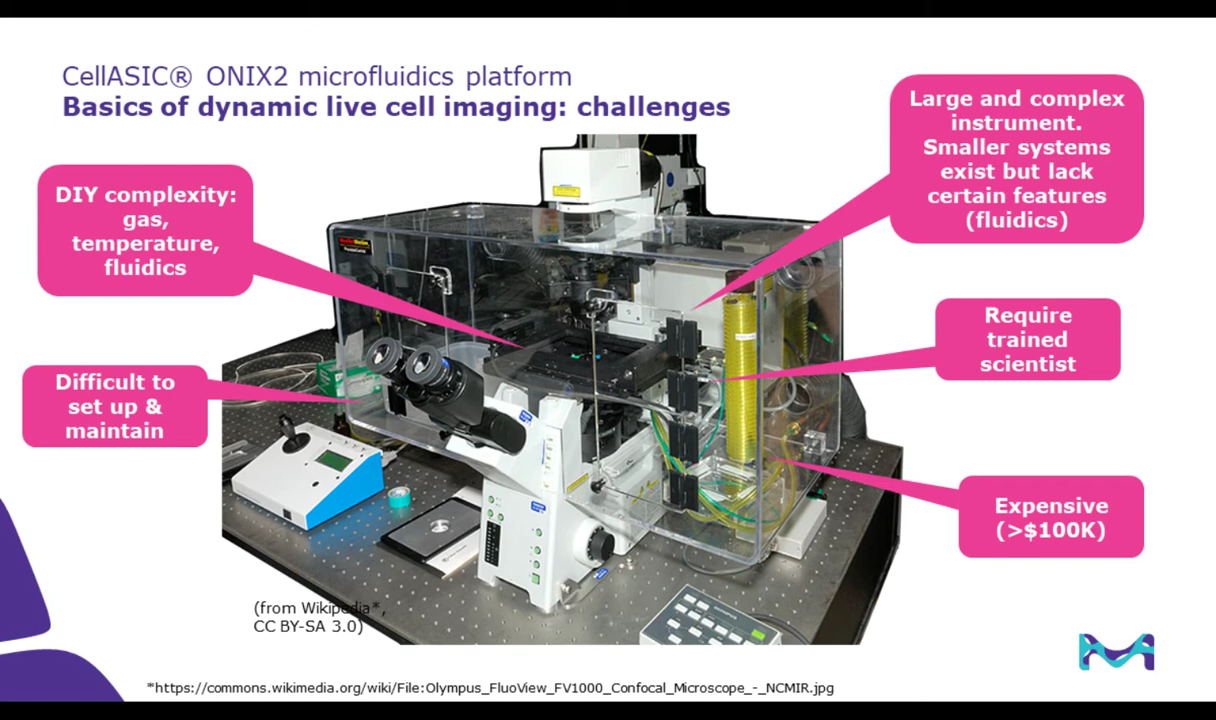 CellASIC® ONIX2 microfluidics platform
Basics of dynamic live cell imaging: challenges
Large and complex
instrument.
Smaller systems
exist but lack
certain features
(fluidics)
DIY complexity:
gas,
temperature,
fluidics
Require
trained
scientist
Difficult to
set up &
maintain
Expensive
(>$100K)
(from Wikipedia*,
CC BY-SA 3.0)
*https://commons.wikimedia.org/wiki/File:Olympus_FluoView_FV1000_Confocal_Microscope_-_NCMIR.jpg